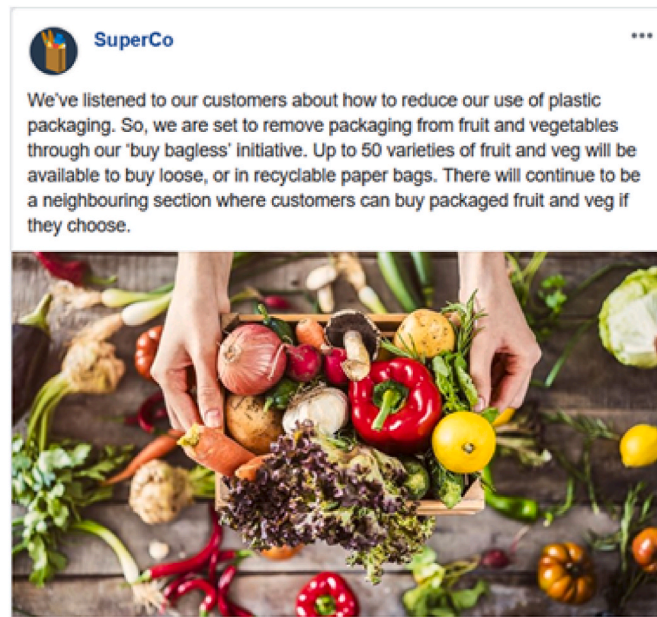 SuperCo
We've listened to our customers about how to reduce our use of plastic
packaging. So, we are set to remove packaging from fruit and vegetables
through our 'buy bagless' initiative. Up to 50 varieties of fruit and veg will be
available to buy loose, or in recyclable paper bags. There will continue to be
a neighbouring section where customers can buy packaged fruit and veg if
they choose.